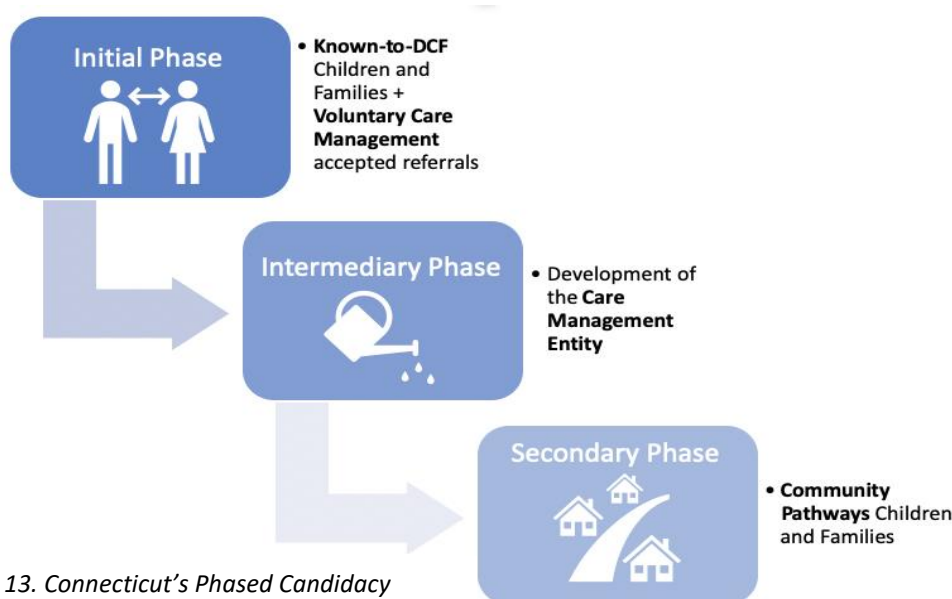 Initial Phase
• Known-to-DCF
Children and
Families +
Voluntary Care
Management
accepted referrals
Intermediary Phase
• Development of
the Care
Management
Entity
Secondary Phase
• Community
Pathways Children
and Families
13. Connecticut’s Phased Candidacy